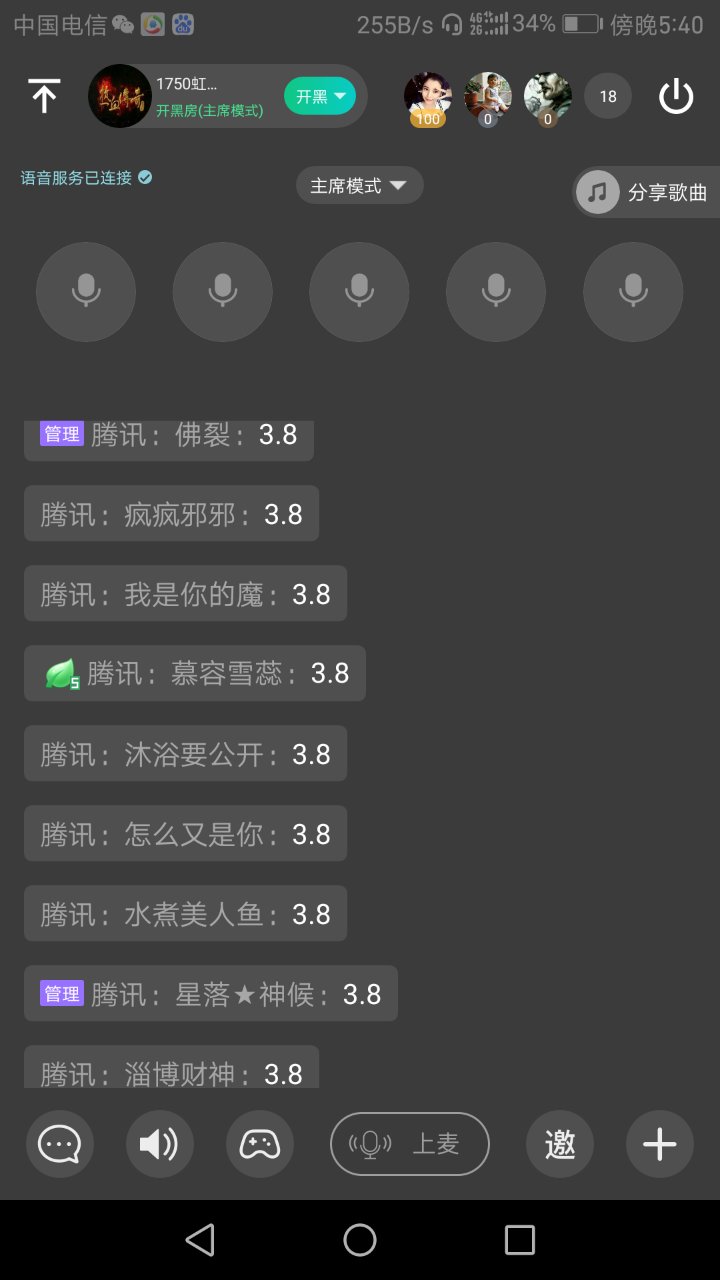 中国电信 255B/s 4G 2G 34% 傍晚5:40
1750虹...
开黑房(主席模式)
开黑
100 0 0 18
语音服务已连接
主席模式
分享歌曲
管理 腾讯：佛裂：3.8
腾讯：疯疯邪邪：3.8
腾讯：我是你的魔：3.8
5 腾讯：慕容雪蕊：3.8
腾讯：沐浴要公开：3.8
腾讯：怎么又是你：3.8
腾讯：水煮美人鱼：3.8
管理 腾讯：星落★神候：3.8
腾讯：淄博财神：3.8
上麦 邀